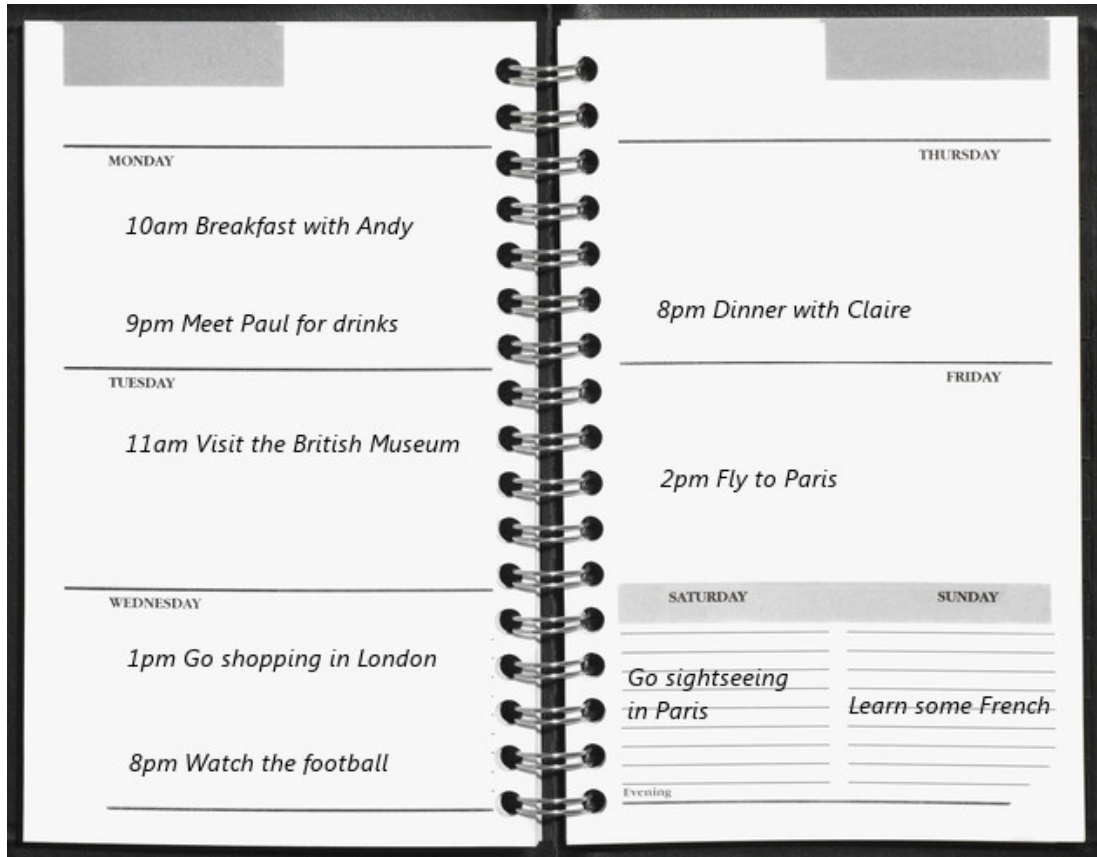 MONDAY
10am Breakfast with Andy
9pm Meet Paul for drinks
TUESDAY
11am Visit the British Museum
WEDNESDAY
1pm Go shopping in London
8pm Watch the football
THURSDAY
8pm Dinner with Claire
FRIDAY
2pm Fly to Paris
SATURDAY
Go sightseeing
in Paris
Evening
SUNDAY
Learn some French